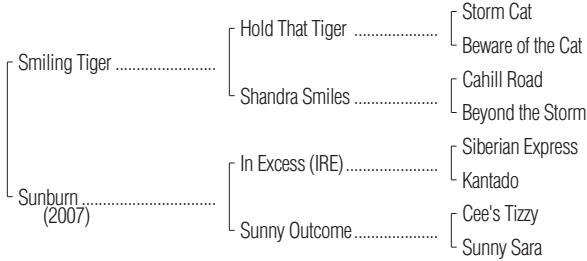 Storm Cat
Hold That Tiger ...................
Beware of the Cat
Smiling Tiger .......................
Cahill Road
Shandra Smiles ..................
Beyond the Storm
Siberian Express
In Excess (IRE) ....................
Kantado
Sunburn ..............................
(2007)
Cee's Tizzy
Sunny Outcome ..................
Sunny Sara